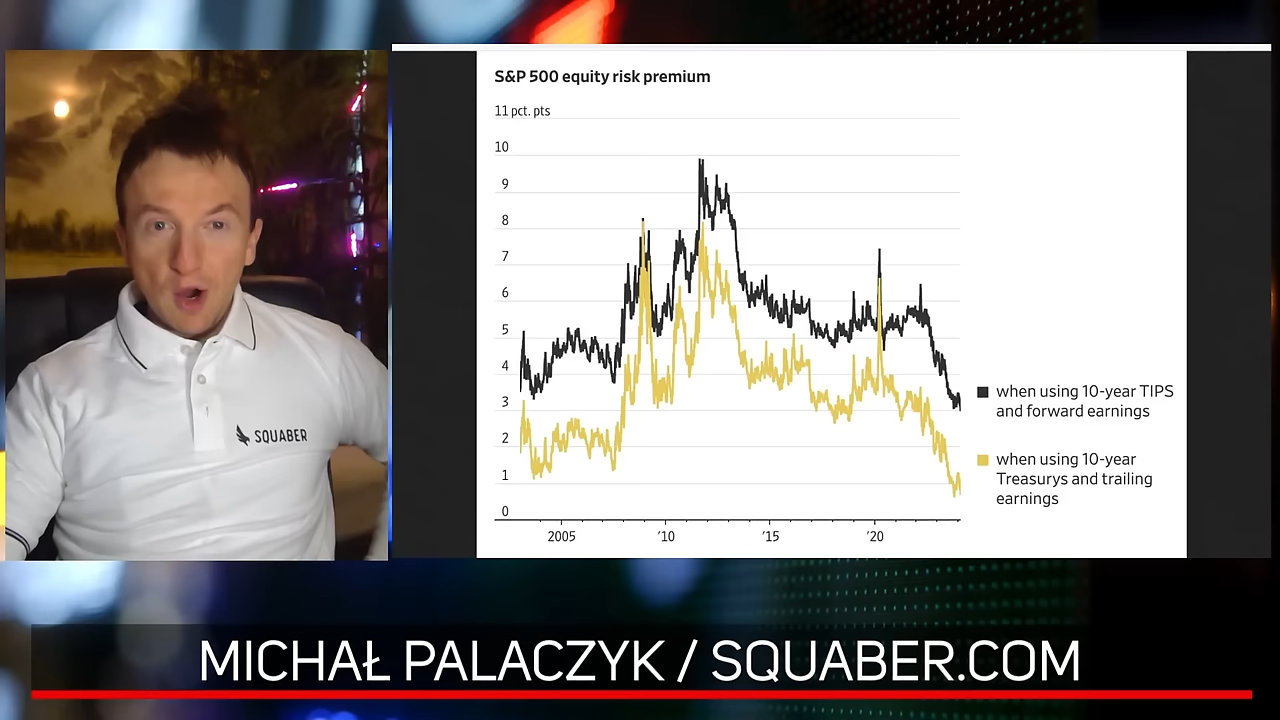 S&P 500 equity risk premium
11 pct. pts
10
9
8
7
6
5
4
3
2
1
0
2005 '10 '15 '20
when using 10-year TIPS
and forward earnings
when using 10-year
Treasurys and trailing
earnings
SQUABER
MICHAŁ PALACZYK / SQUABER.COM